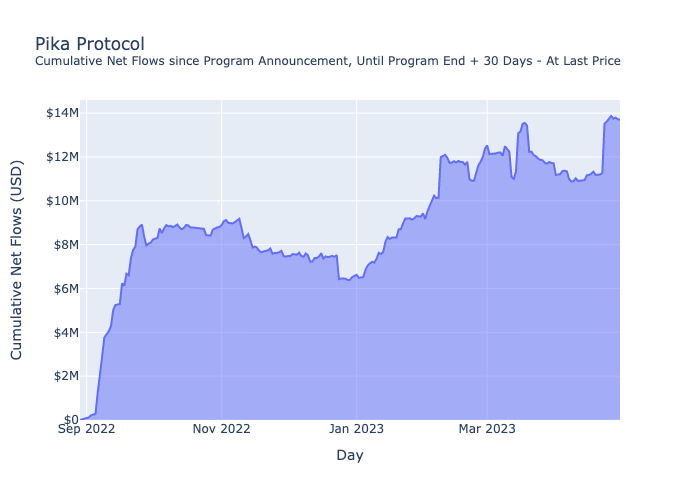 Pika Protocol
Cumulative Net Flows since Program Announcement, Until Program End + 30 Days - At Last Price
Cumulative Net Flows (USD)
$14M
$12M
$10M
$8M
$6M
$4M
$2M
$0
Sep 2022 Nov 2022 Jan 2023 Mar 2023
Day